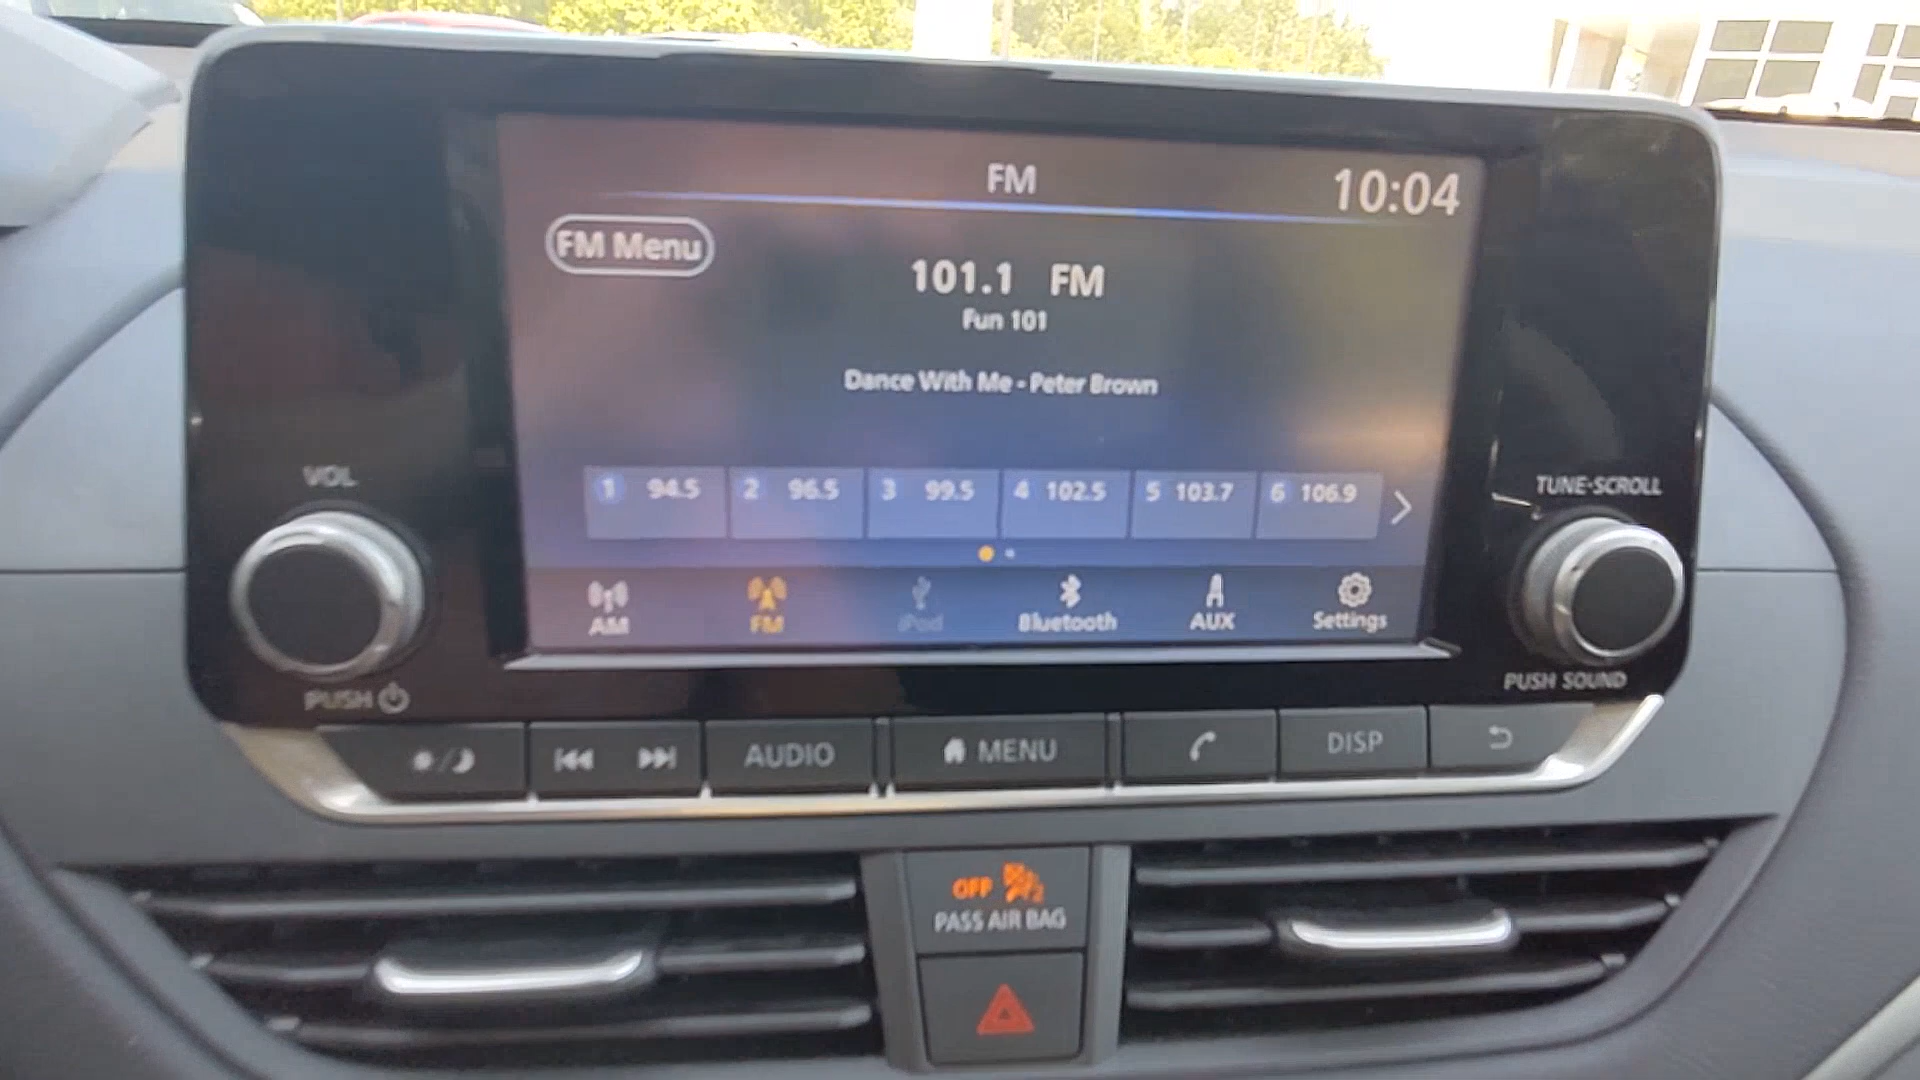 FM
10:04
FM Menu
101.1 FM
Fun 101
Dance With Me - Peter Brown
1 94.5 2 96.5 3 99.5 4 102.5 5 103.7 6 106.9
AM FM iPod Bluetooth AUX Settings
VOL
PUSH
TUNE·SCROLL
PUSH SOUND
AUDIO MENU DISP
OFF
PASS AIR BAG